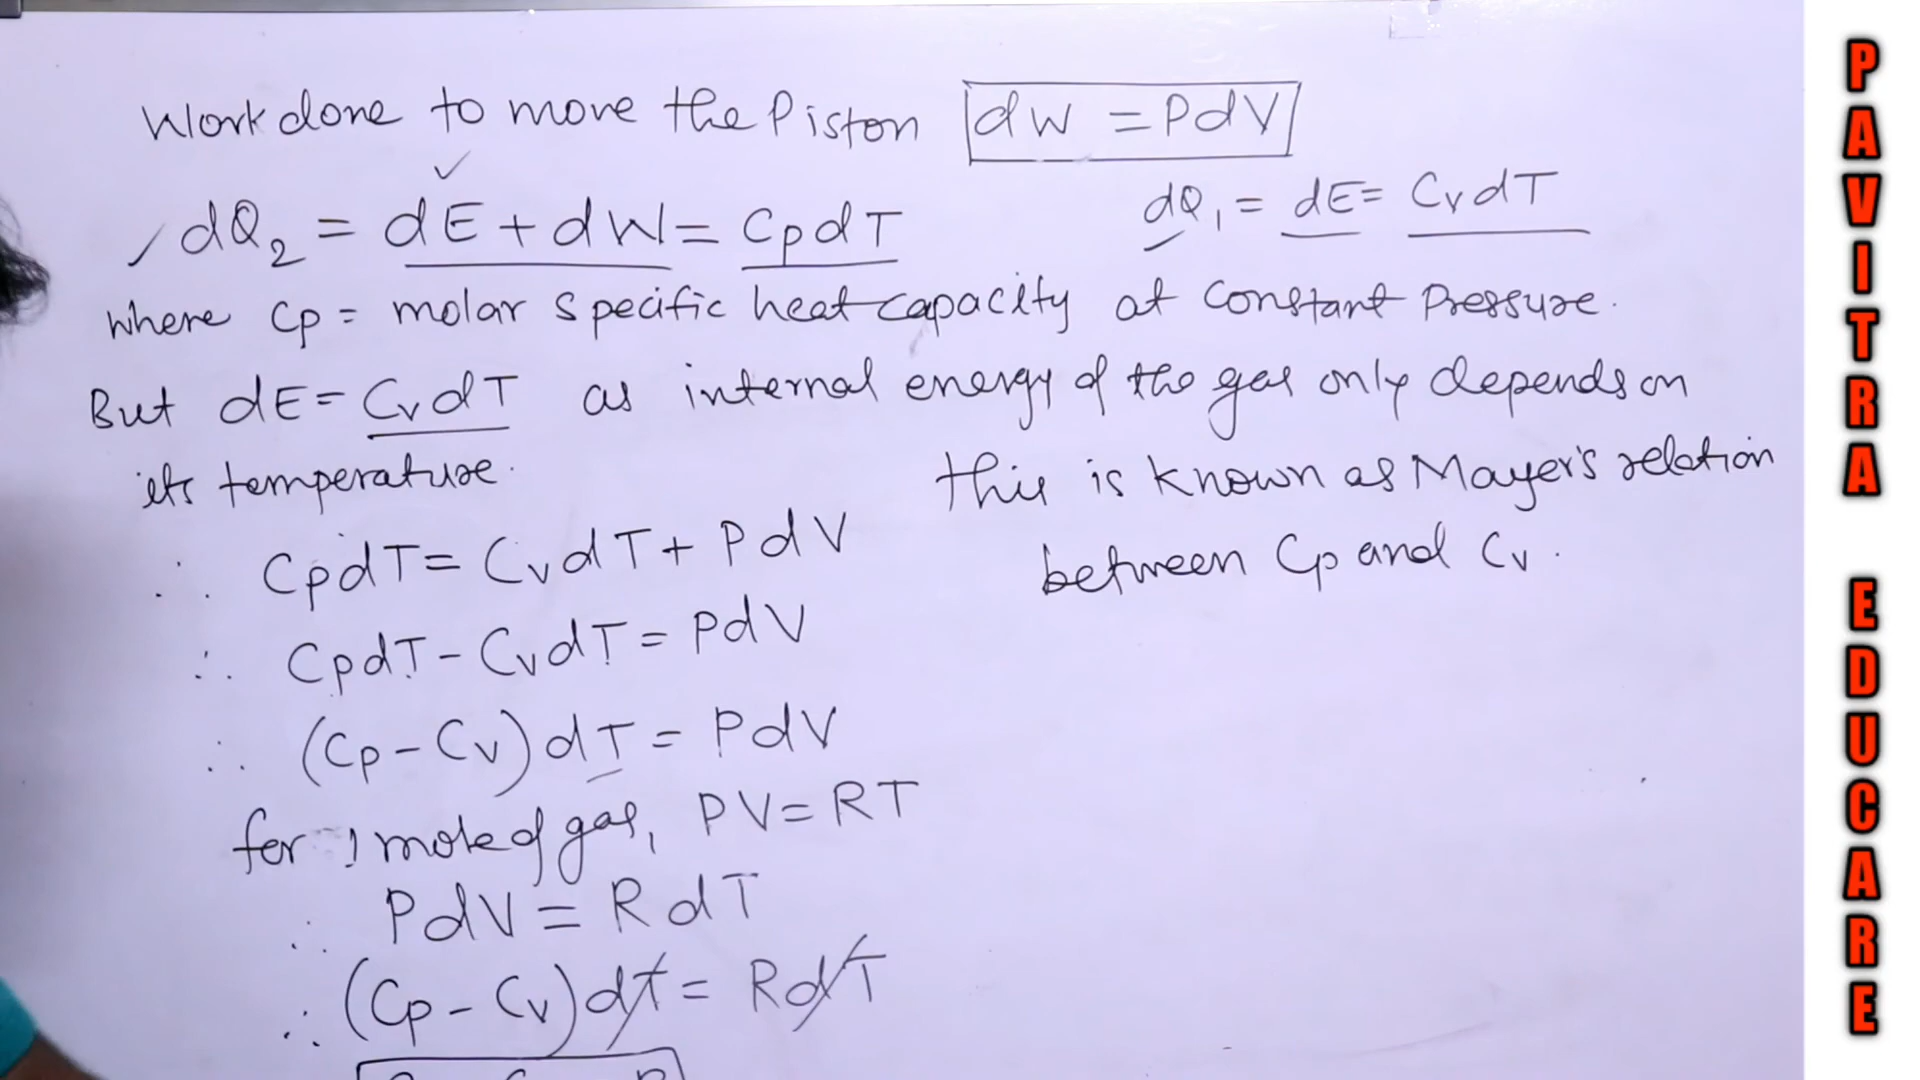 Work done to move the Piston dW = PdV
dQ₂ = dE + dW = CpdT
dQ₁ = dE = CvdT
where Cp = molar specific heat capacity at constant Pressure.
But dE = CvdT as internal energy of the gas only depends on
its temperature.
∴ CpdT = CvdT + PdV
∴ CpdT - CvdT = PdV
∴ (Cp - Cv) dT = PdV
for 1 mole of gas, PV = RT
∴ PdV = RdT
∴ (Cp - Cv) dT = RdT
this is known as Mayer's relation
between Cp and Cv.
PAVITRA EDUCARE